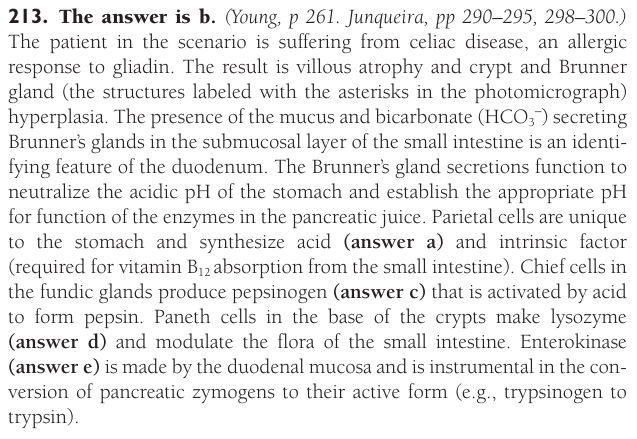 213. The answer is b. (Young, p 261. Junqueira, pp 290–295, 298–300.)
The patient in the scenario is suffering from celiac disease, an allergic
response to gliadin. The result is villous atrophy and crypt and Brunner
gland (the structures labeled with the asterisks in the photomicrograph)
hyperplasia. The presence of the mucus and bicarbonate (HCO₃⁻) secreting
Brunner’s glands in the submucosal layer of the small intestine is an identi-
fying feature of the duodenum. The Brunner’s gland secretions function to
neutralize the acidic pH of the stomach and establish the appropriate pH
for function of the enzymes in the pancreatic juice. Parietal cells are unique
to the stomach and synthesize acid (answer a) and intrinsic factor
(required for vitamin B₁₂ absorption from the small intestine). Chief cells in
the fundic glands produce pepsinogen (answer c) that is activated by acid
to form pepsin. Paneth cells in the base of the crypts make lysozyme
(answer d) and modulate the flora of the small intestine. Enterokinase
(answer e) is made by the duodenal mucosa and is instrumental in the con-
version of pancreatic zymogens to their active form (e.g., trypsinogen to
trypsin).